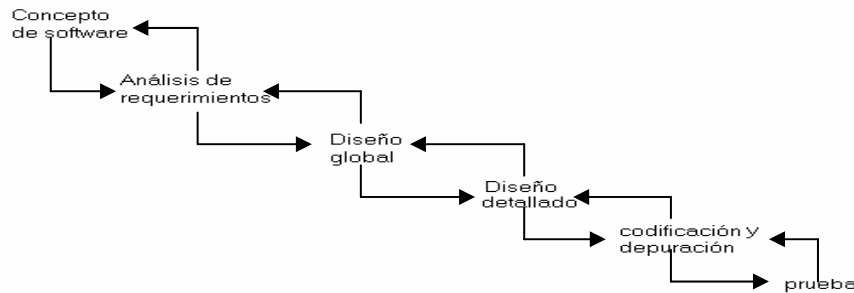 Concepto
de software
Análisis de
requerimientos
Diseño
global
Diseño
detallado
codificación y
depuración
prueba